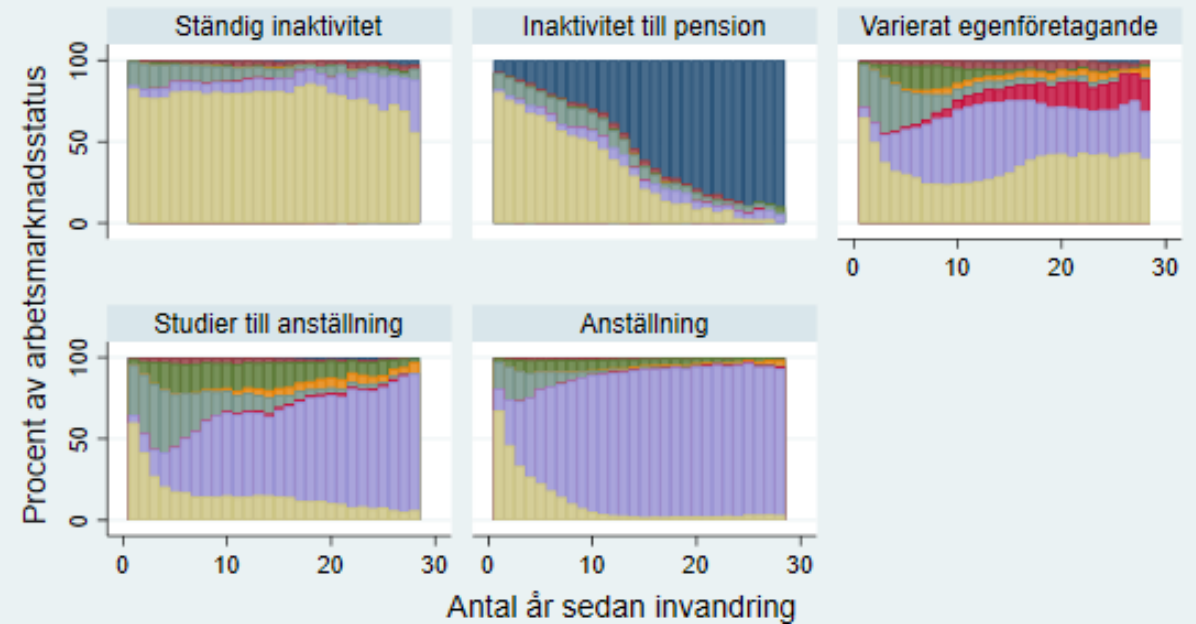 Ständig inaktivitet
Inaktivitet till pension
Varierat egenföretagande
Procent av arbetsmarknadsstatus
100
50
0
0 10 20 30
Studier till anställning
Anställning
100
50
0
0 10 20 30
0 10 20 30
Antal år sedan invandring